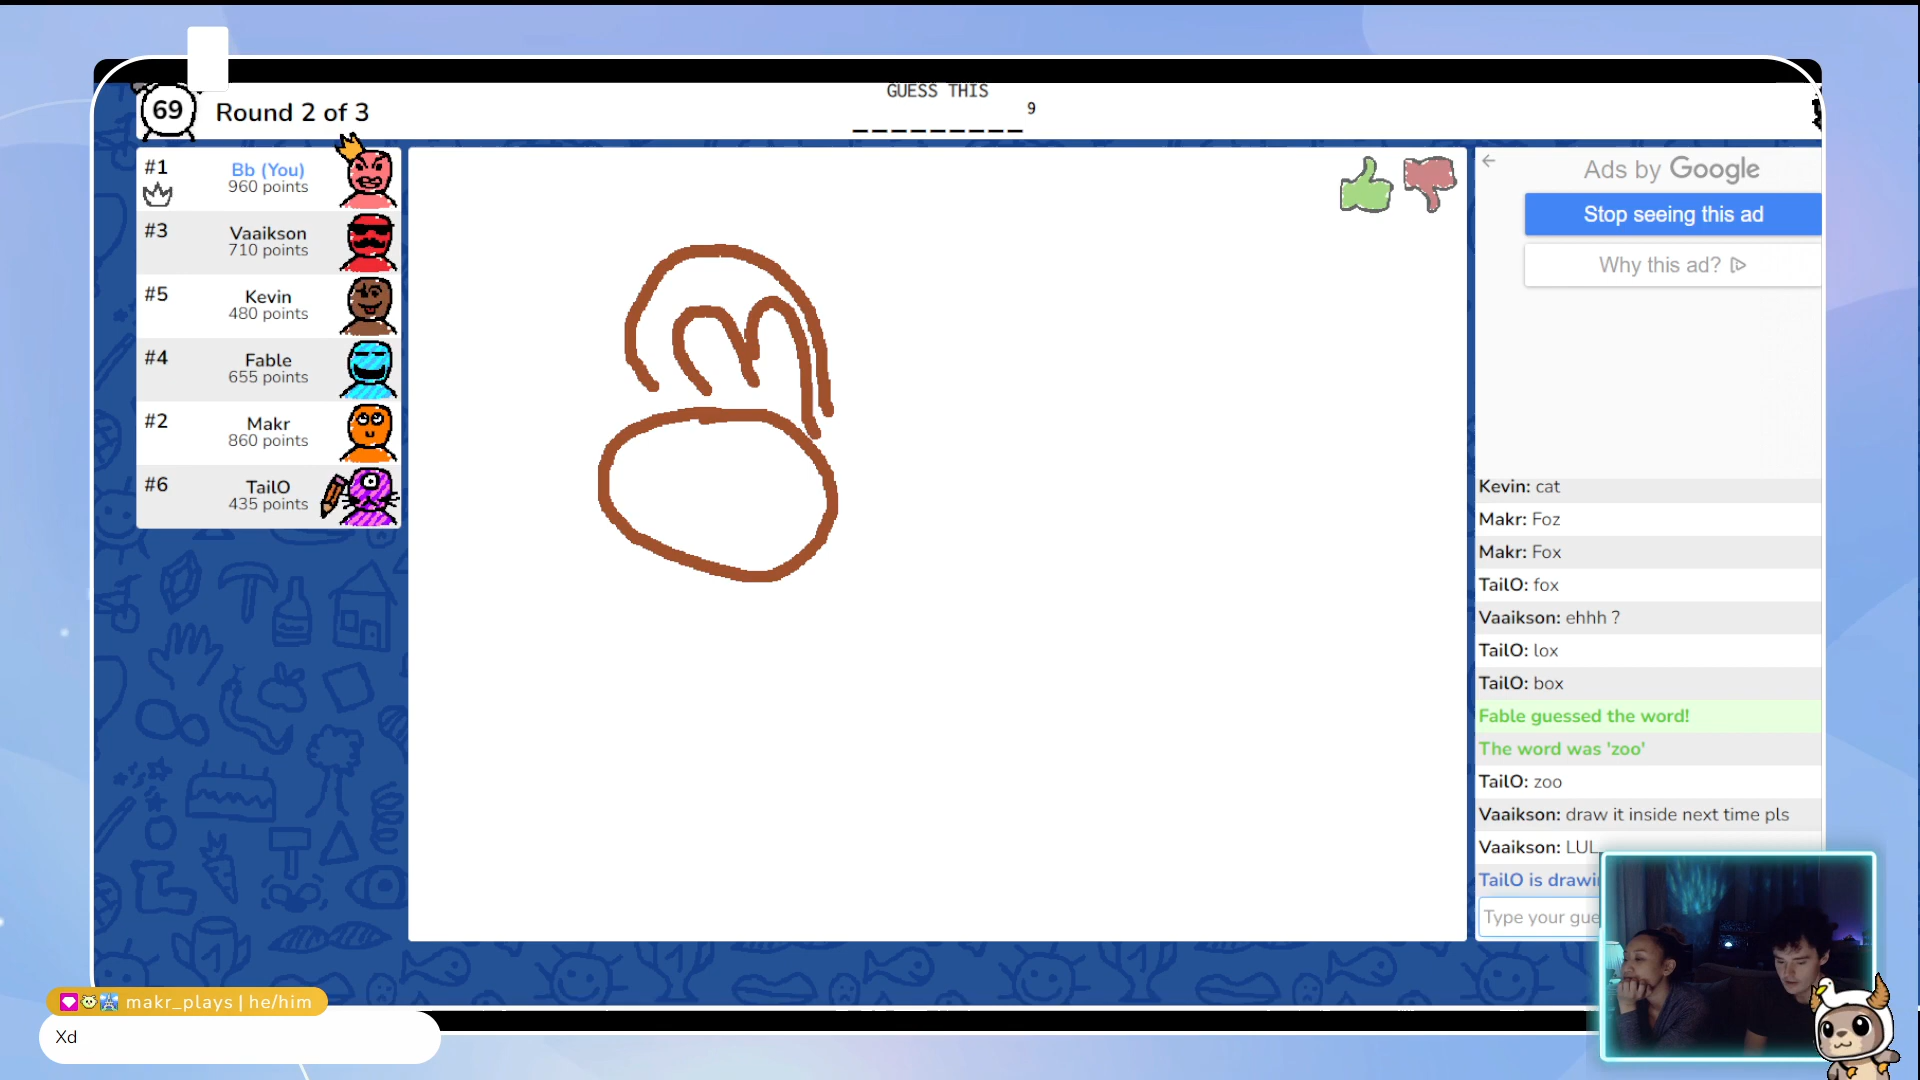 69
Round 2 of 3
GUESS THIS
_________ 9
#1
Bb (You)
960 points
#3
Vaaikson
710 points
#5
Kevin
480 points
#4
Fable
655 points
#2
Makr
860 points
#6
TailO
435 points
Ads by Google
Stop seeing this ad
Why this ad?
Kevin: cat
Makr: Foz
Makr: Fox
TailO: fox
Vaaikson: ehhh ?
TailO: lox
TailO: box
Fable guessed the word!
The word was 'zoo'
TailO: zoo
Vaaikson: draw it inside next time pls
Vaaikson: LUL
TailO is drawi
Type your gue
makr_plays | he/him
Xd